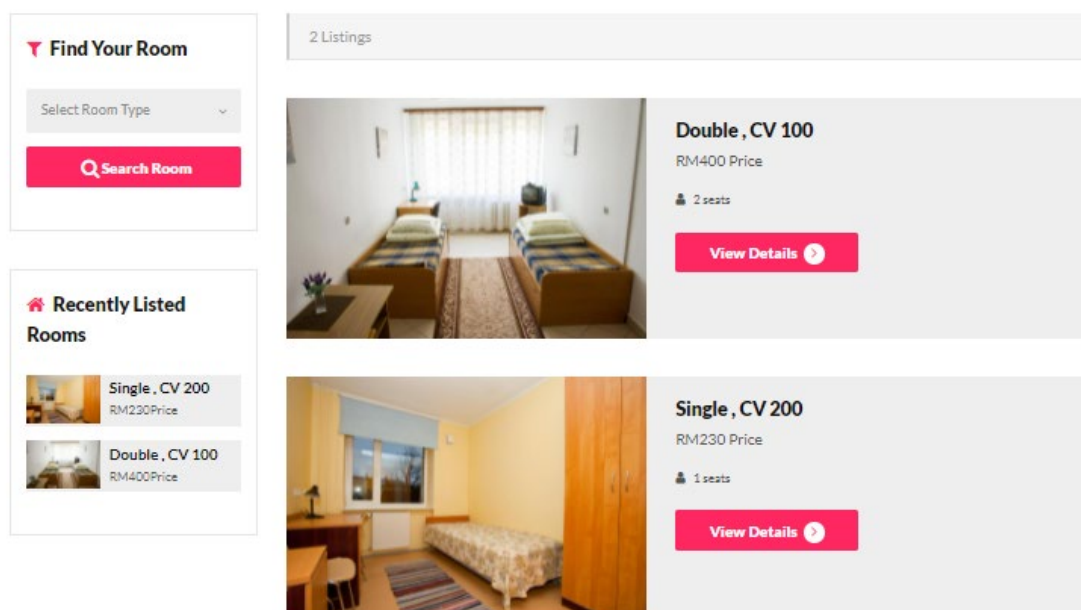 Find Your Room
Select Room Type
Search Room
Recently Listed
Rooms
Single , CV 200
RM230Price
Double , CV 100
RM400Price
2 Listings
Double , CV 100
RM400 Price
2 seats
View Details
Single , CV 200
RM230 Price
1 seats
View Details